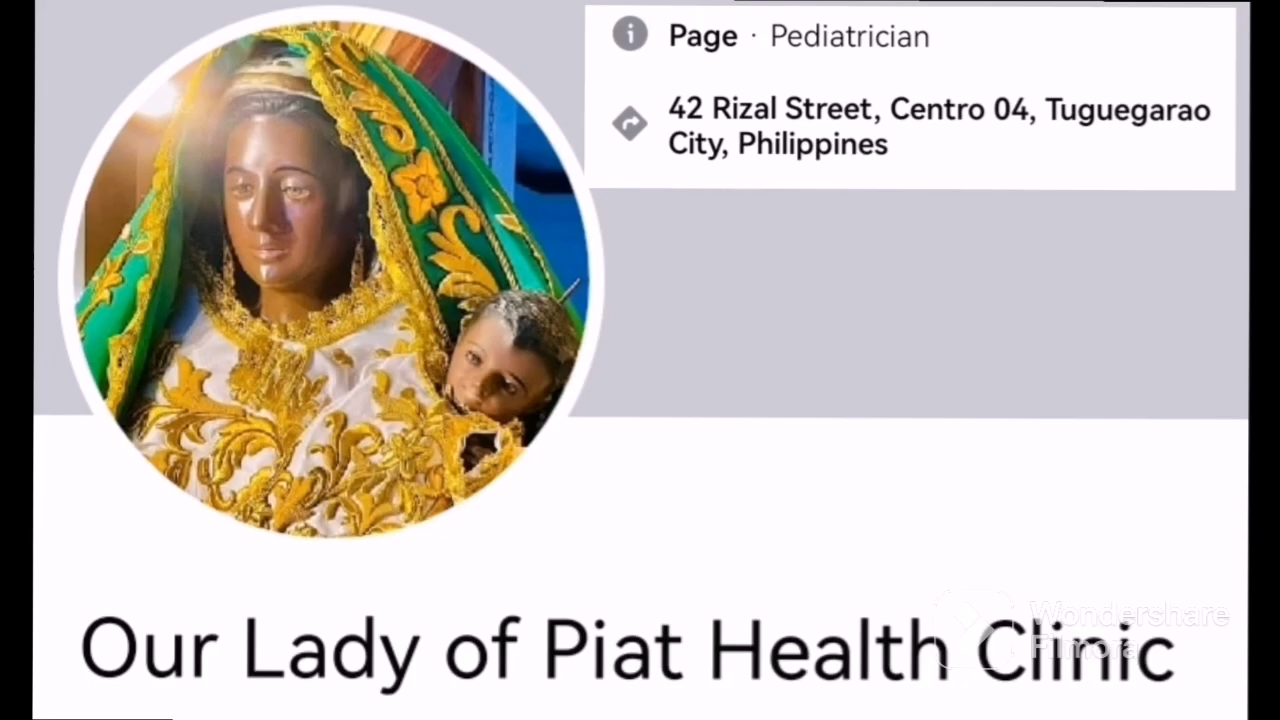 Page · Pediatrician
42 Rizal Street, Centro 04, Tuguegarao
City, Philippines
Our Lady of Piat Health Clinic
Wondershare
Filmora